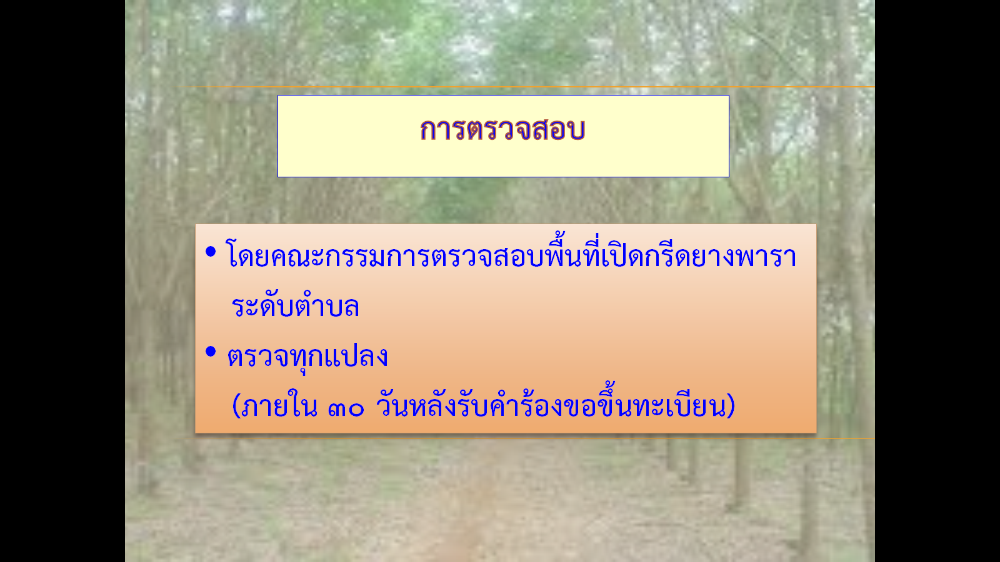 การตรวจสอบ
• โดยคณะกรรมการตรวจสอบพื้นที่เปิดกรีดยางพารา
ระดับตำบล
• ตรวจทุกแปลง
(ภายใน ๓๐ วันหลังรับคำร้องขอขึ้นทะเบียน)